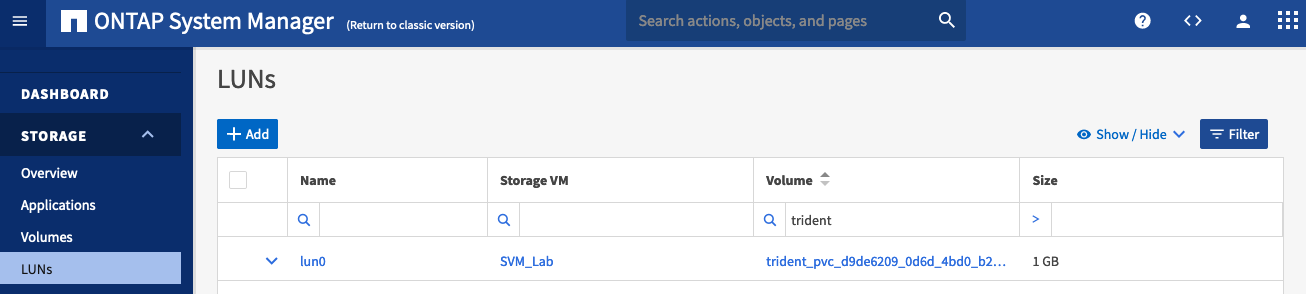 ONTAP System Manager (Return to classic version)
Search actions, objects, and pages
DASHBOARD
STORAGE
Overview
Applications
Volumes
LUNs
LUNs
+ Add
Show / Hide
Filter
Name Storage VM Volume Size
trident >
lun0 SVM_Lab trident_pvc_d9de6209_0d6d_4bd0_b2... 1 GB